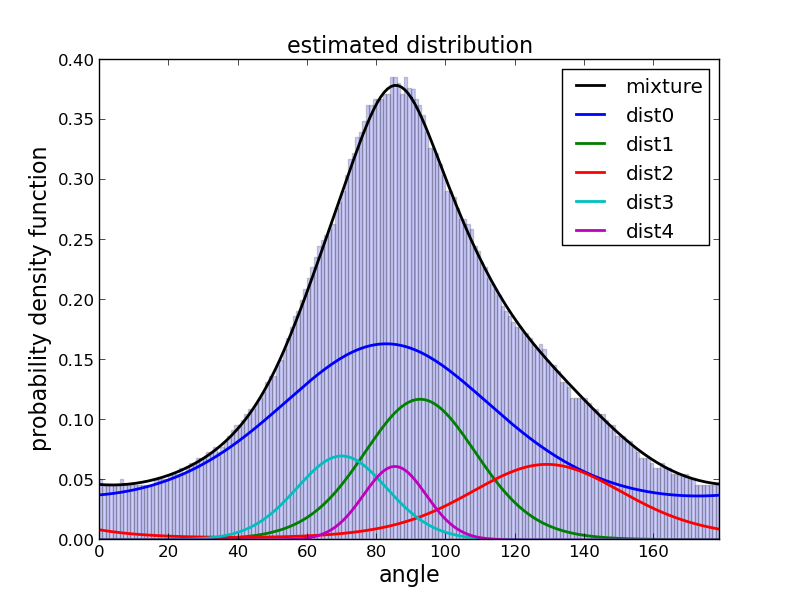 estimated distribution
probability density function
0.40
0.35
0.30
0.25
0.20
0.15
0.10
0.05
0.00
mixture
dist0
dist1
dist2
dist3
dist4
0 20 40 60 80 100 120 140 160
angle